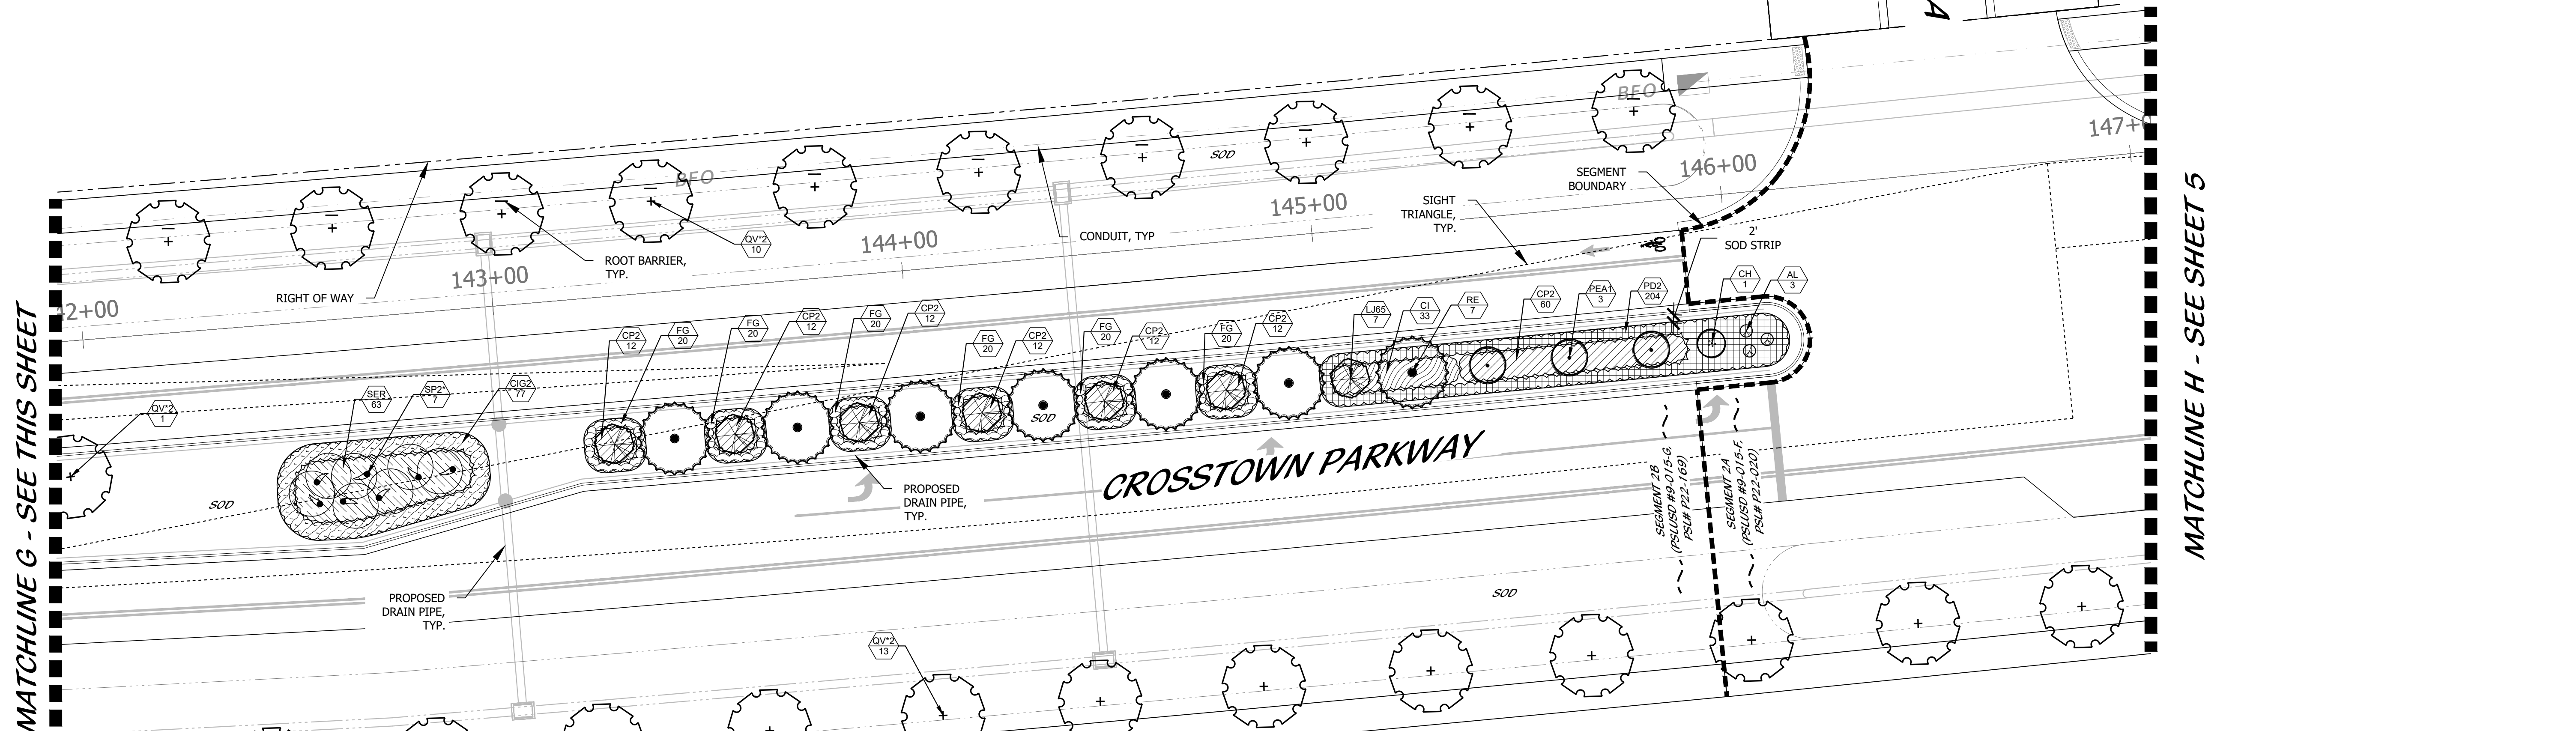 A
BFO
147+0
SEGMENT
BOUNDARY
146+00
SOD
BFO
SIGHT
TRIANGLE,
TYP.
145+00
CONDUIT, TYP
144+00
QV*2
10
ROOT BARRIER,
TYP.
143+00
RIGHT OF WAY
42+00
2'
SOD STRIP
CH
1
AL
3
PD2
204
PEA1
3
CP2
60
RE
7
CI
33
LJ65
7
CP2
12
FG
20
CP2
12
FG
20
CP2
12
FG
20
CP2
12
FG
20
CP2
12
FG
20
CP2
12
FG
20
CIG2
77
SP2*
7
SER
63
QV*2
1
SOD
SOD
CROSSTOWN PARKWAY
PROPOSED
DRAIN PIPE,
TYP.
PROPOSED
DRAIN PIPE,
TYP.
SEGMENT 2B
(PSLUSD #9-015-G,
PSL# P22-169)
SEGMENT 2A
(PSLUSD #9-015-F,
PSL# P22-020)
SOD
QV*2
13
MATCHLINE G - SEE THIS SHEET
MATCHLINE H - SEE SHEET 5